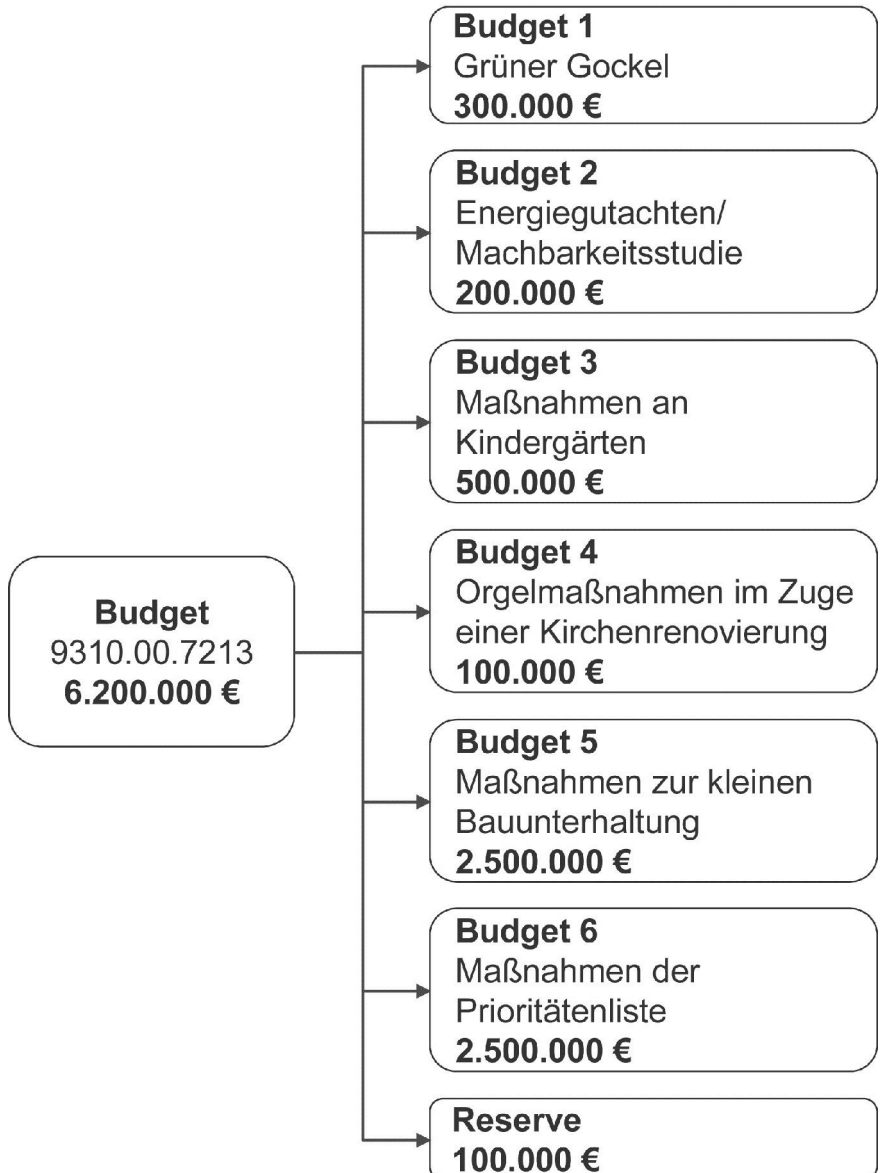 Budget
9310.00.7213
6.200.000 €
Budget 1
Grüner Gockel
300.000 €
Budget 2
Energiegutachten/
Machbarkeitsstudie
200.000 €
Budget 3
Maßnahmen an
Kindergärten
500.000 €
Budget 4
Orgelmaßnahmen im Zuge
einer Kirchenrenovierung
100.000 €
Budget 5
Maßnahmen zur kleinen
Bauunterhaltung
2.500.000 €
Budget 6
Maßnahmen der
Prioritätenliste
2.500.000 €
Reserve
100.000 €